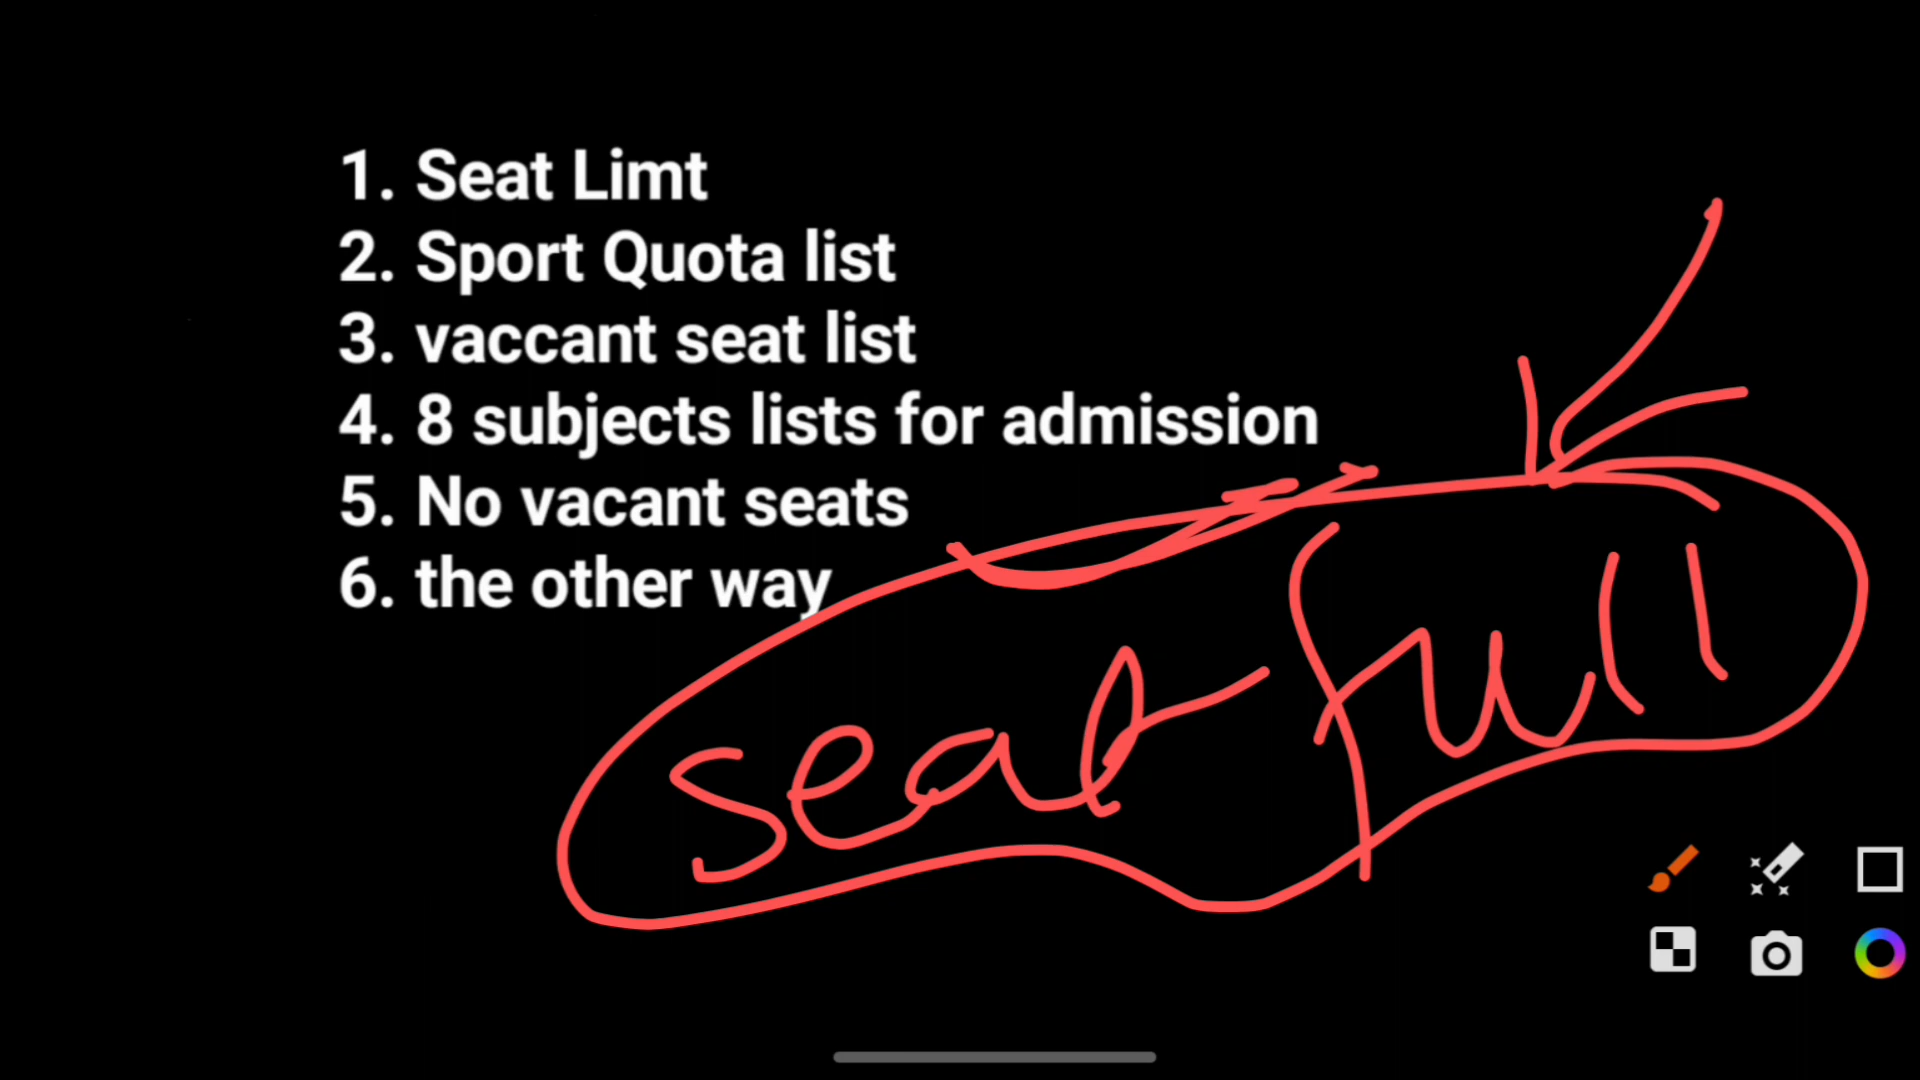 1. Seat Limt
2. Sport Quota list
3. vaccant seat list
4. 8 subjects lists for admission
5. No vacant seats
6. the other way
seat full